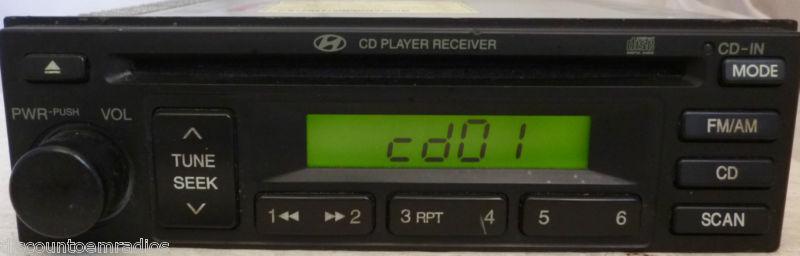 CD PLAYER RECEIVER
CD-IN
MODE
PWR-PUSH VOL
TUNE
SEEK
cd01
FM/AM
CD
SCAN
1 2
3 RPT 4
5 6
discountoemradios